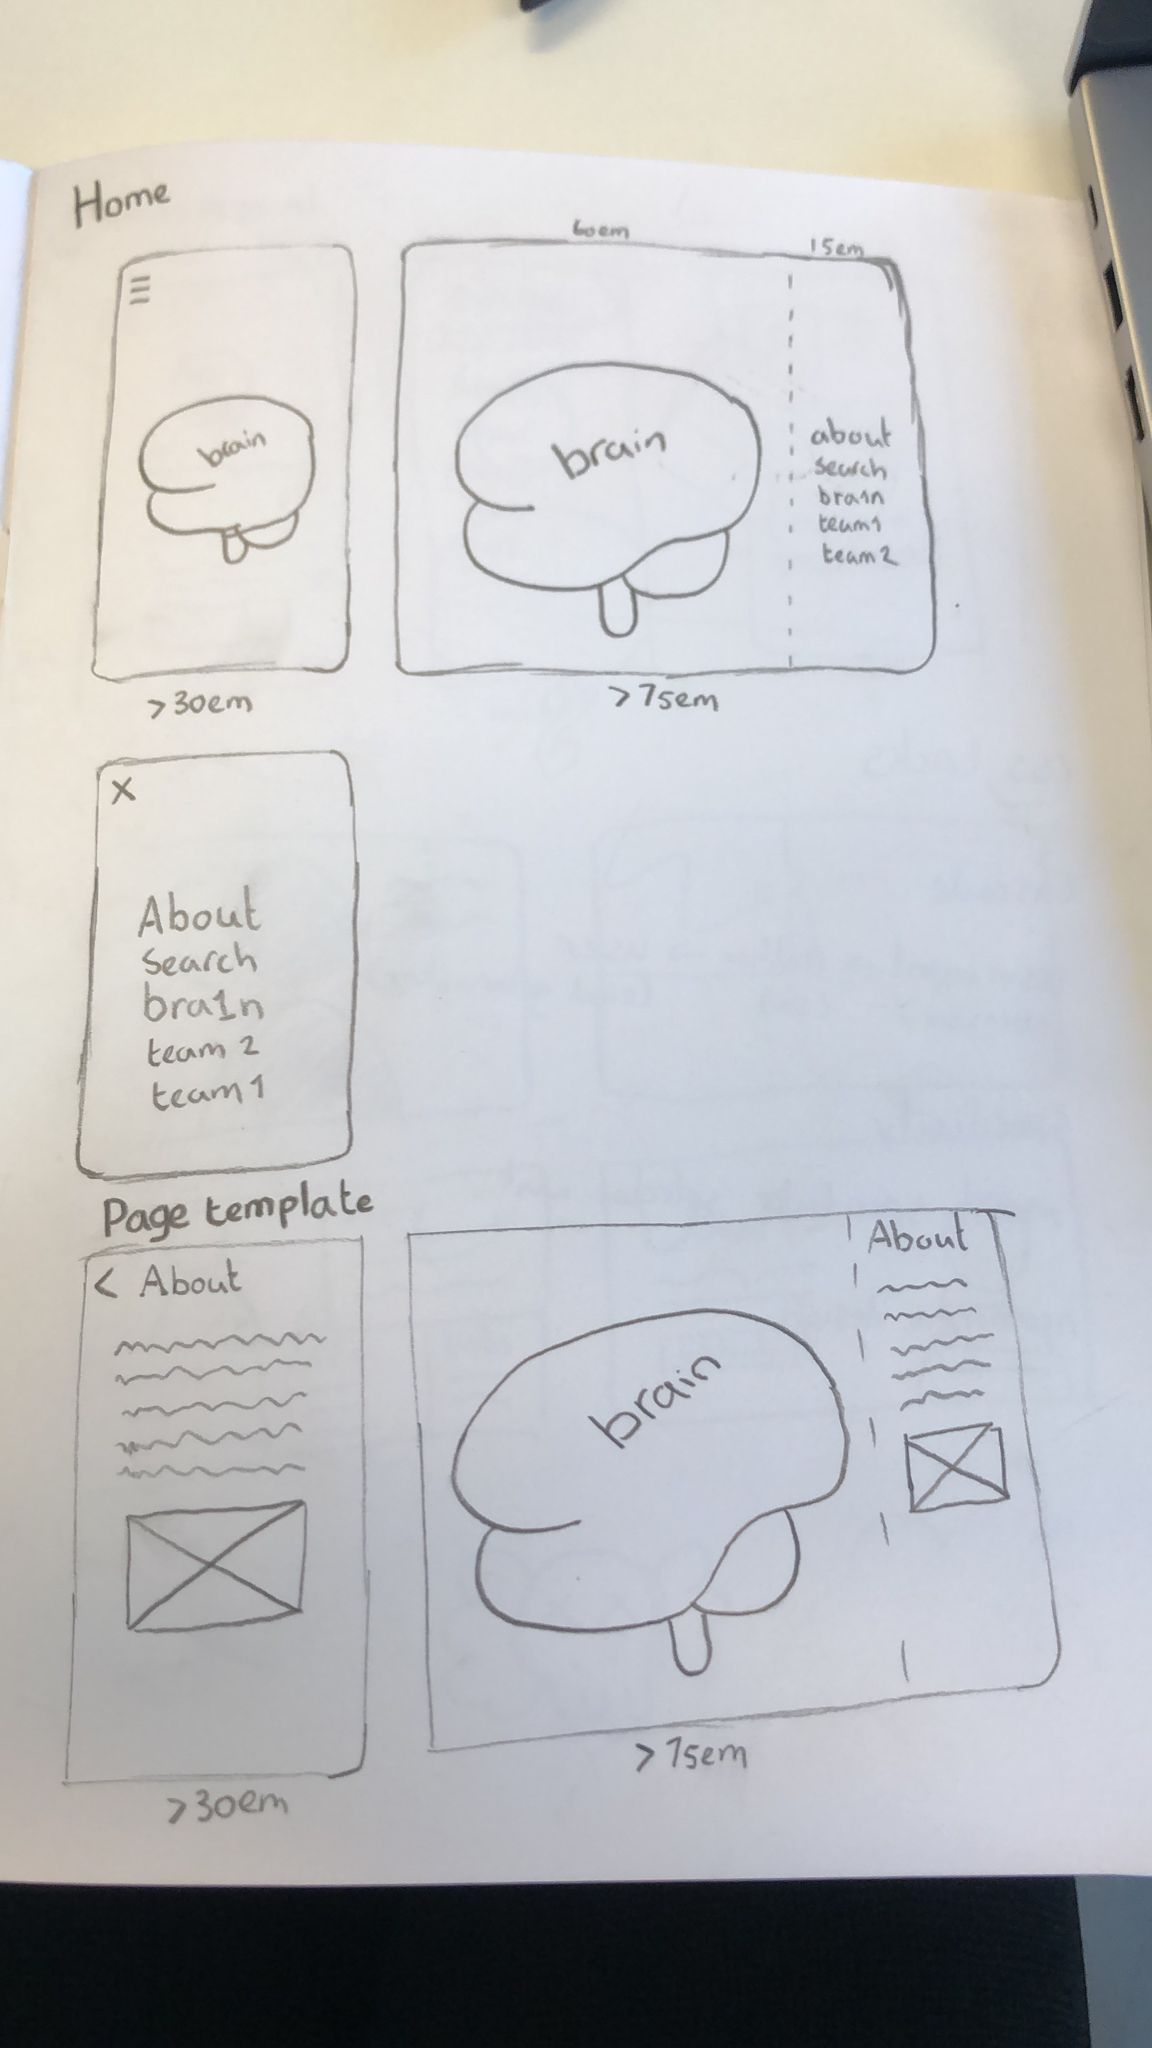 Home
60em
15em
brain
brain
about
search
bra1n
team1
team2
>30em
>75em
X
About
search
bra1n
team 2
team 1
Page template
< About
brain
About
>30em
>75em